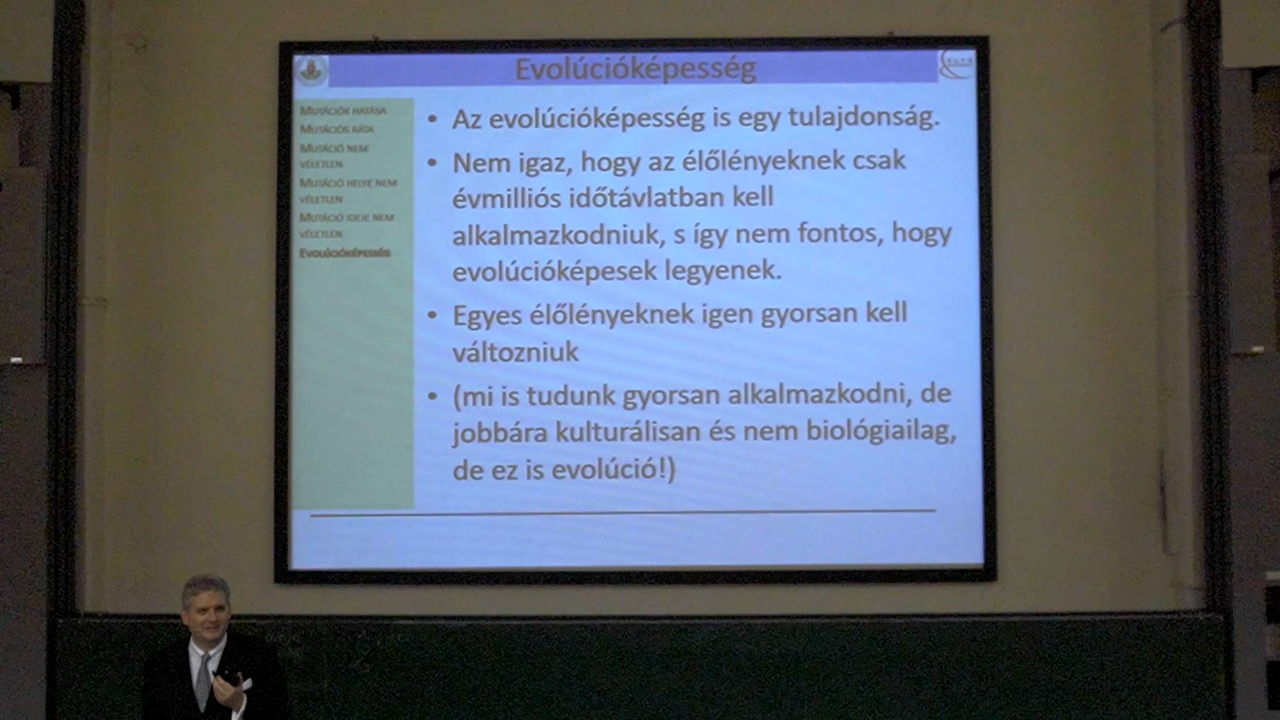 Evolúcióképesség
ELTE
MUTÁCIÓK HATÁSA
MUTÁCIÓS RÁTA
MUTÁCIÓ NEM
VÉLETLEN
MUTÁCIÓ HELYE NEM
VÉLETLEN
MUTÁCIÓ IDEJE NEM
VÉLETLEN
EVOLÚCIÓKÉPESSÉG
• Az evolúcióképesség is egy tulajdonság.
• Nem igaz, hogy az élőlényeknek csak
évmilliós időtávlatban kell
alkalmazkodniuk, s így nem fontos, hogy
evolúcióképesek legyenek.
• Egyes élőlényeknek igen gyorsan kell
változniuk
• (mi is tudunk gyorsan alkalmazkodni, de
jobbára kulturálisan és nem biológiailag,
de ez is evolúció!)